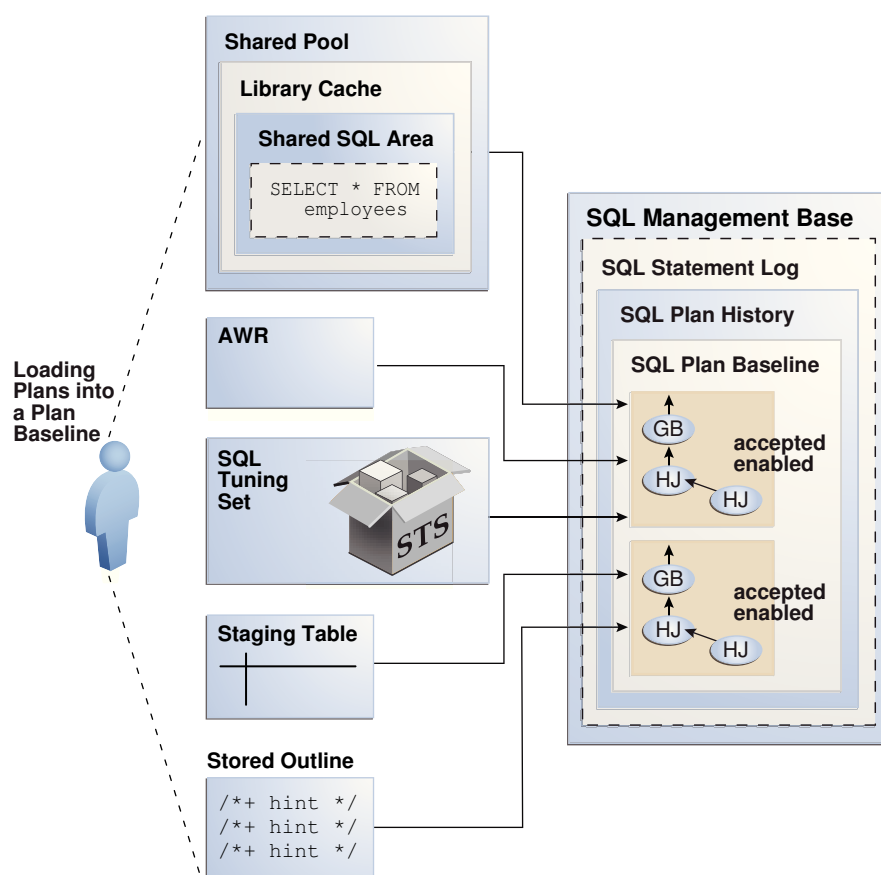 Shared Pool
Library Cache
Shared SQL Area
SELECT * FROM
employees
AWR
Loading
Plans into
a Plan
Baseline
SQL
Tuning
Set
STS
Staging Table
Stored Outline
/*+ hint */
/*+ hint */
/*+ hint */
SQL Management Base
SQL Statement Log
SQL Plan History
SQL Plan Baseline
GB
HJ
HJ
accepted
enabled
GB
HJ
HJ
accepted
enabled